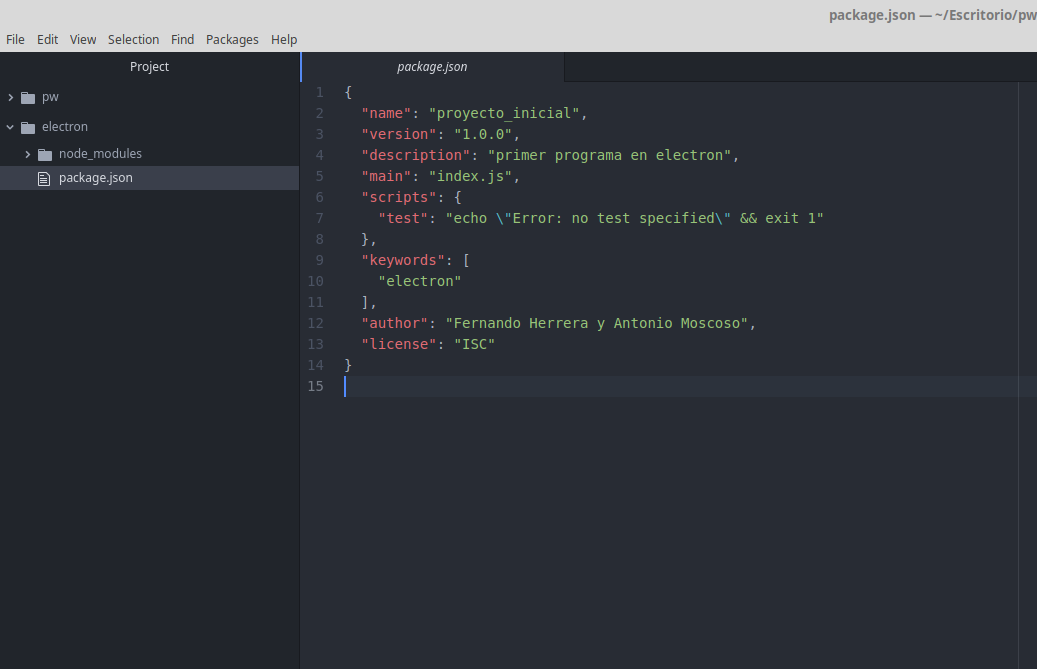 package.json — ~/Escritorio/pw
File Edit View Selection Find Packages Help
Project
package.json
pw
electron
node_modules
package.json
1 {
2   "name": "proyecto_inicial",
3   "version": "1.0.0",
4   "description": "primer programa en electron",
5   "main": "index.js",
6   "scripts": {
7     "test": "echo \"Error: no test specified\" && exit 1"
8   },
9   "keywords": [
10     "electron"
11   ],
12   "author": "Fernando Herrera y Antonio Moscoso",
13   "license": "ISC"
14 }
15